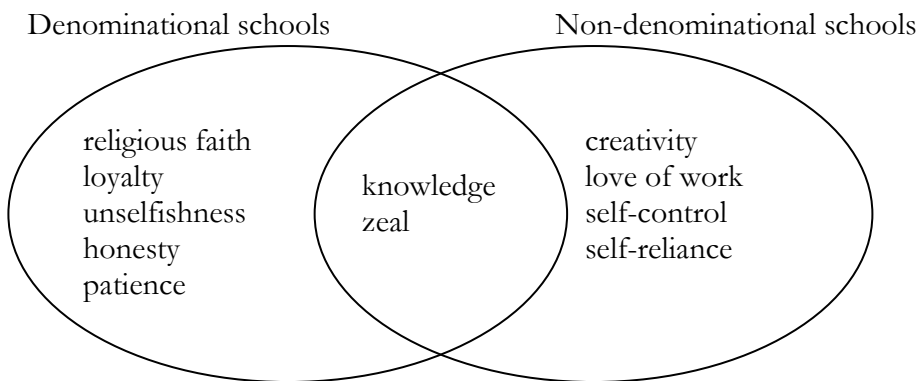 Denominational schools
Non-denominational schools
religious faith
loyalty
unselfishness
honesty
patience
knowledge
zeal
creativity
love of work
self-control
self-reliance